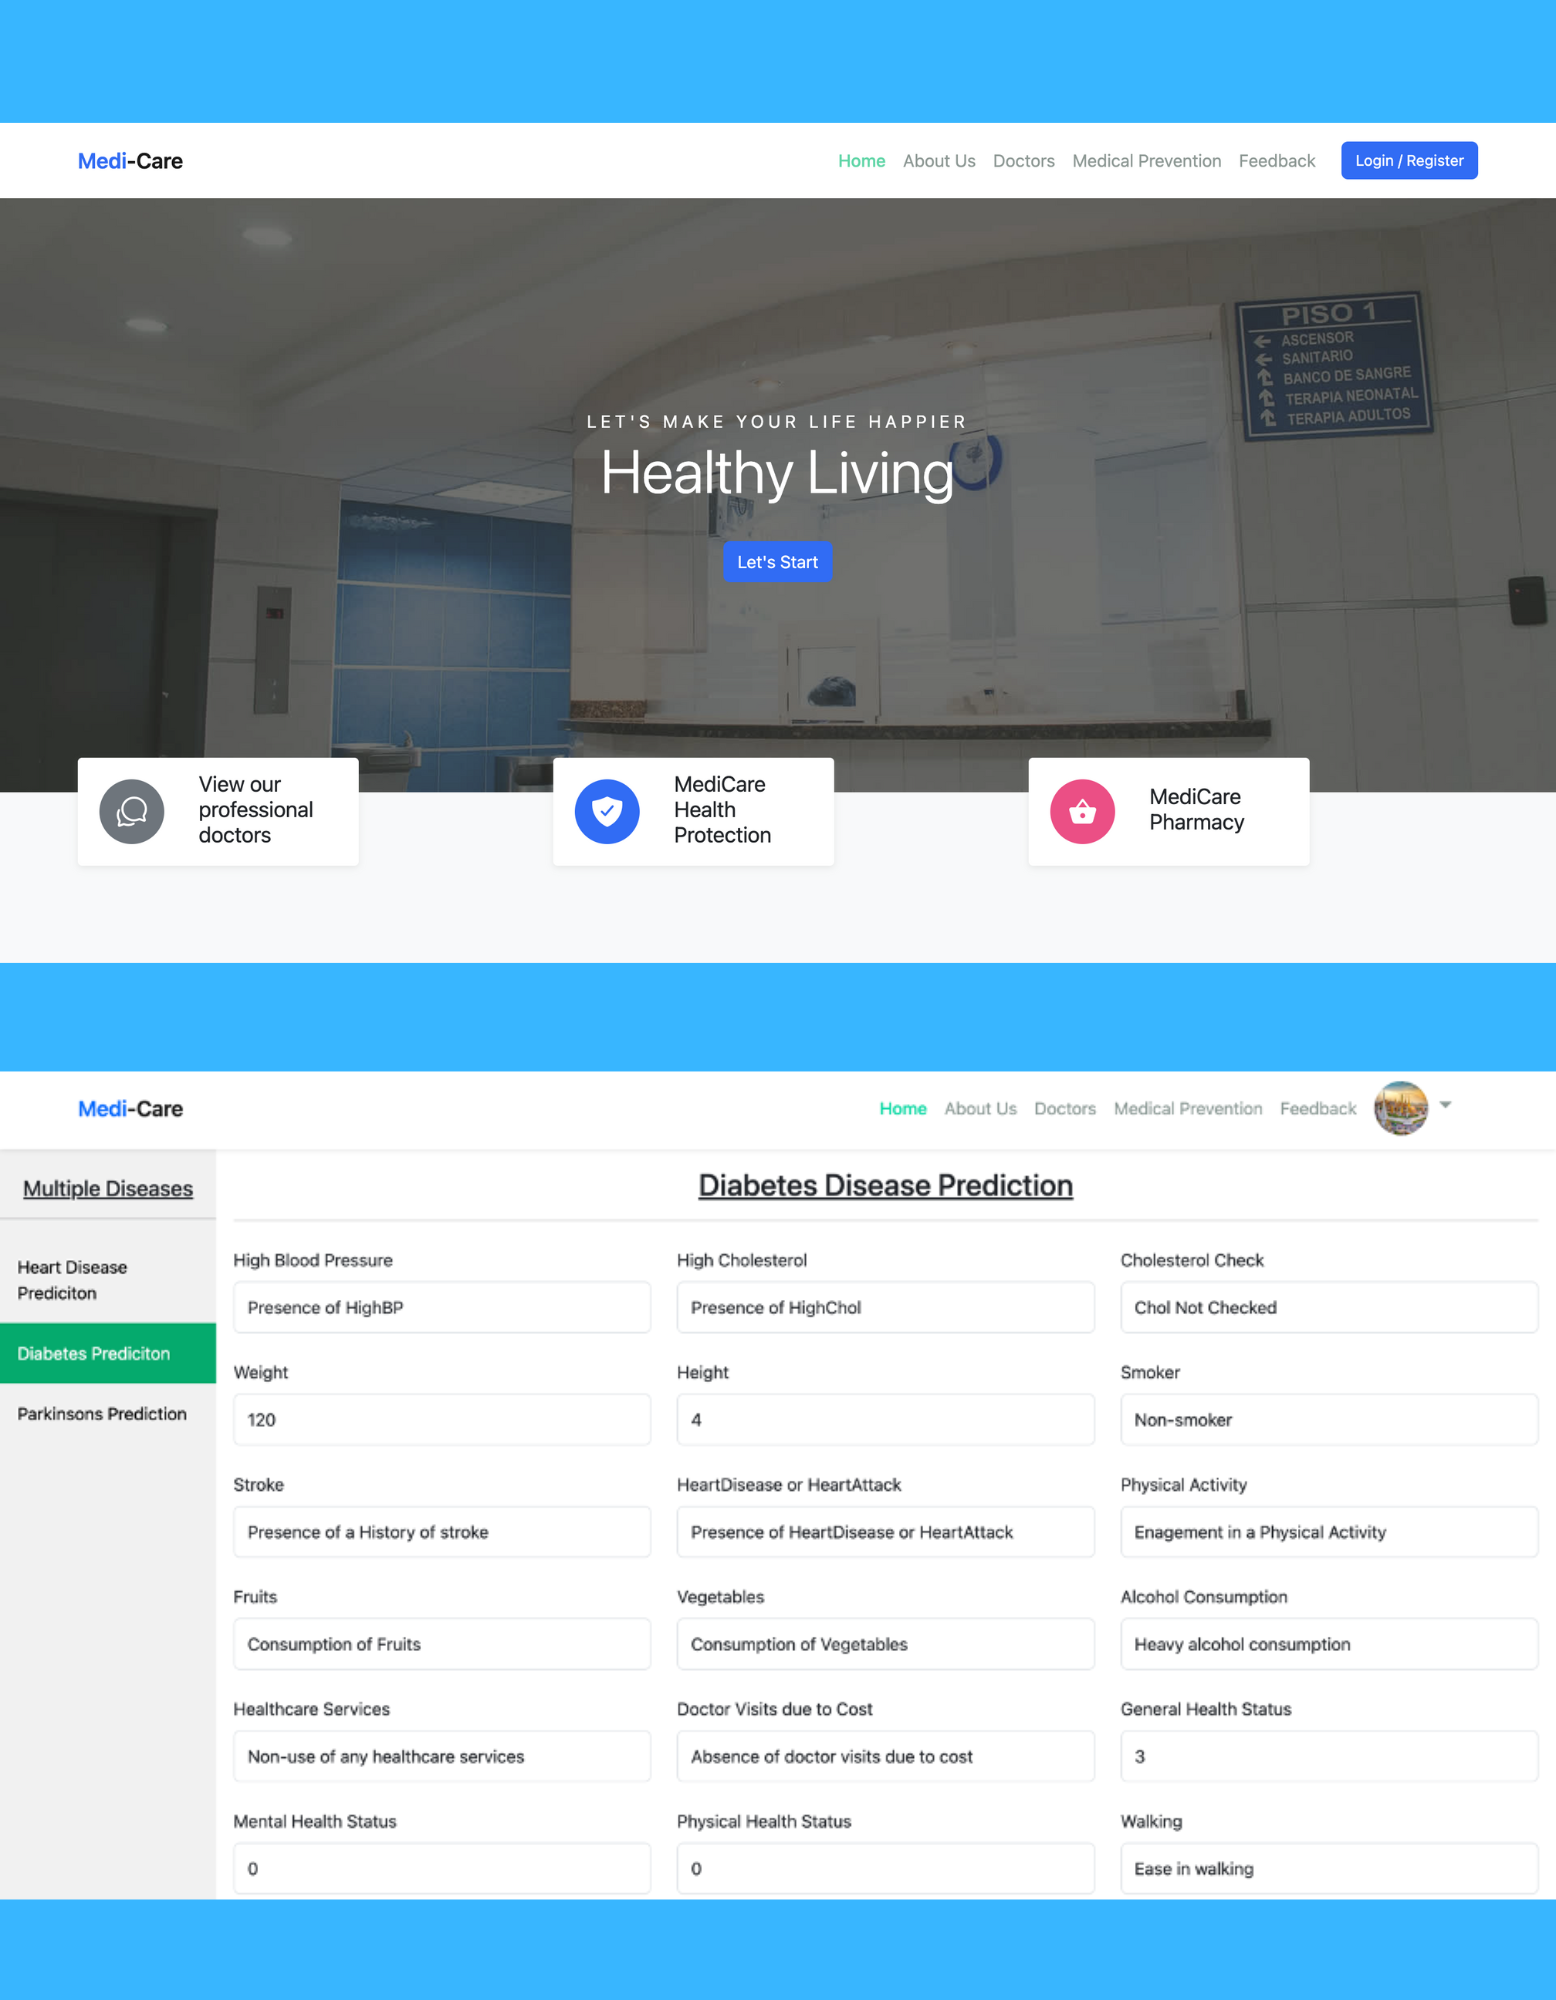 Medi-Care
Home About Us Doctors Medical Prevention Feedback Login / Register
PISO 1
ASCENSOR
SANITARIO
BANCO DE SANGRE
TERAPIA NEONATAL
TERAPIA ADULTOS
LET'S MAKE YOUR LIFE HAPPIER
Healthy Living
Let's Start
View our
professional
doctors
MediCare
Health
Protection
MediCare
Pharmacy
Medi-Care
Home About Us Doctors Medical Prevention Feedback
Multiple Diseases
Heart Disease
Prediciton
Diabetes Prediciton
Parkinsons Prediction
Diabetes Disease Prediction
High Blood Pressure High Cholesterol Cholesterol Check
Presence of HighBP Presence of HighChol Chol Not Checked
Weight Height Smoker
120 4 Non-smoker
Stroke HeartDisease or HeartAttack Physical Activity
Presence of a History of stroke Presence of HeartDisease or HeartAttack Enagement in a Physical Activity
Fruits Vegetables Alcohol Consumption
Consumption of Fruits Consumption of Vegetables Heavy alcohol consumption
Healthcare Services Doctor Visits due to Cost General Health Status
Non-use of any healthcare services Absence of doctor visits due to cost 3
Mental Health Status Physical Health Status Walking
0 0 Ease in walking